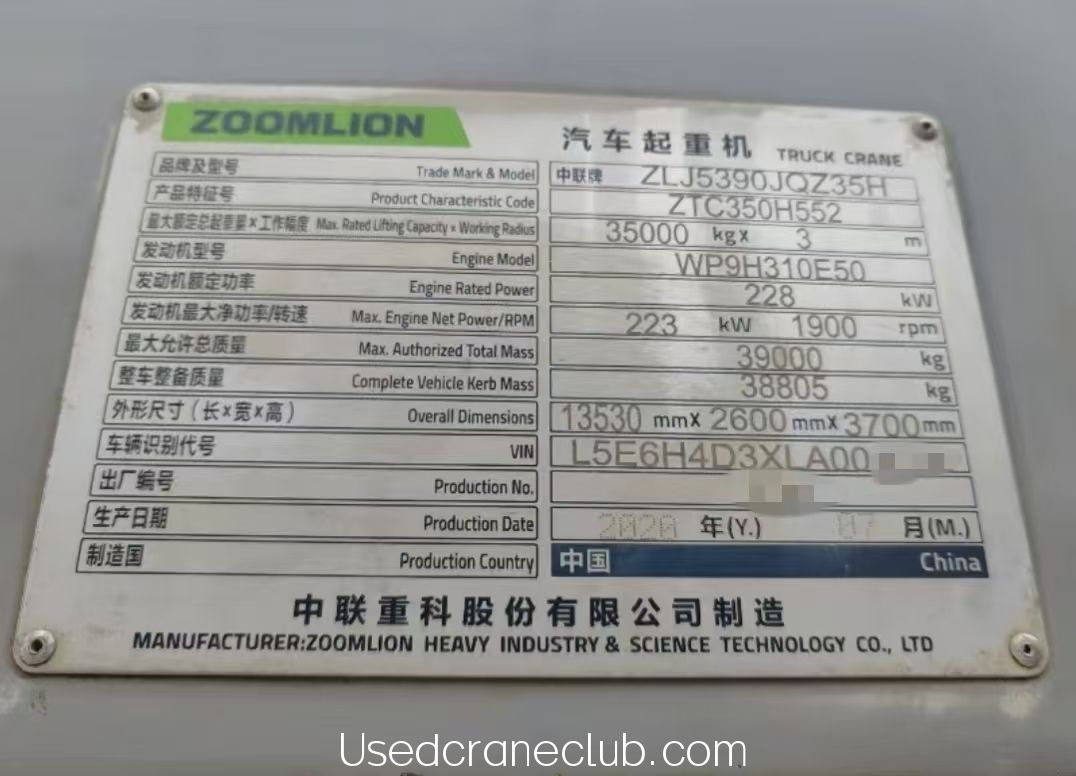 ZOOMLION
汽车起重机 TRUCK CRANE
品牌及型号 Trade Mark & Model 中联牌 ZLJ5390JQZ35H
产品特征号 Product Characteristic Code ZTC350H552
最大额定总起重量×工作幅度 Max. Rated Lifting Capacity × Working Radius 35000 kg× 3 m
发动机型号 Engine Model WP9H310E50
发动机额定功率 Engine Rated Power 228 kW
发动机最大净功率/转速 Max. Engine Net Power/RPM 223 kW 1900 rpm
最大允许总质量 Max. Authorized Total Mass 39000 kg
整车整备质量 Complete Vehicle Kerb Mass 38805 kg
外形尺寸(长×宽×高) Overall Dimensions 13530 mm× 2600 mm× 3700 mm
车辆识别代号 VIN L5E6H4D3XLA00
出厂编号 Production No.
生产日期 Production Date 2020 年(Y.) 07 月(M.)
制造国 Production Country 中国 China
中联重科股份有限公司制造
MANUFACTURER:ZOOMLION HEAVY INDUSTRY & SCIENCE TECHNOLOGY CO., LTD
Usedcraneclub.com